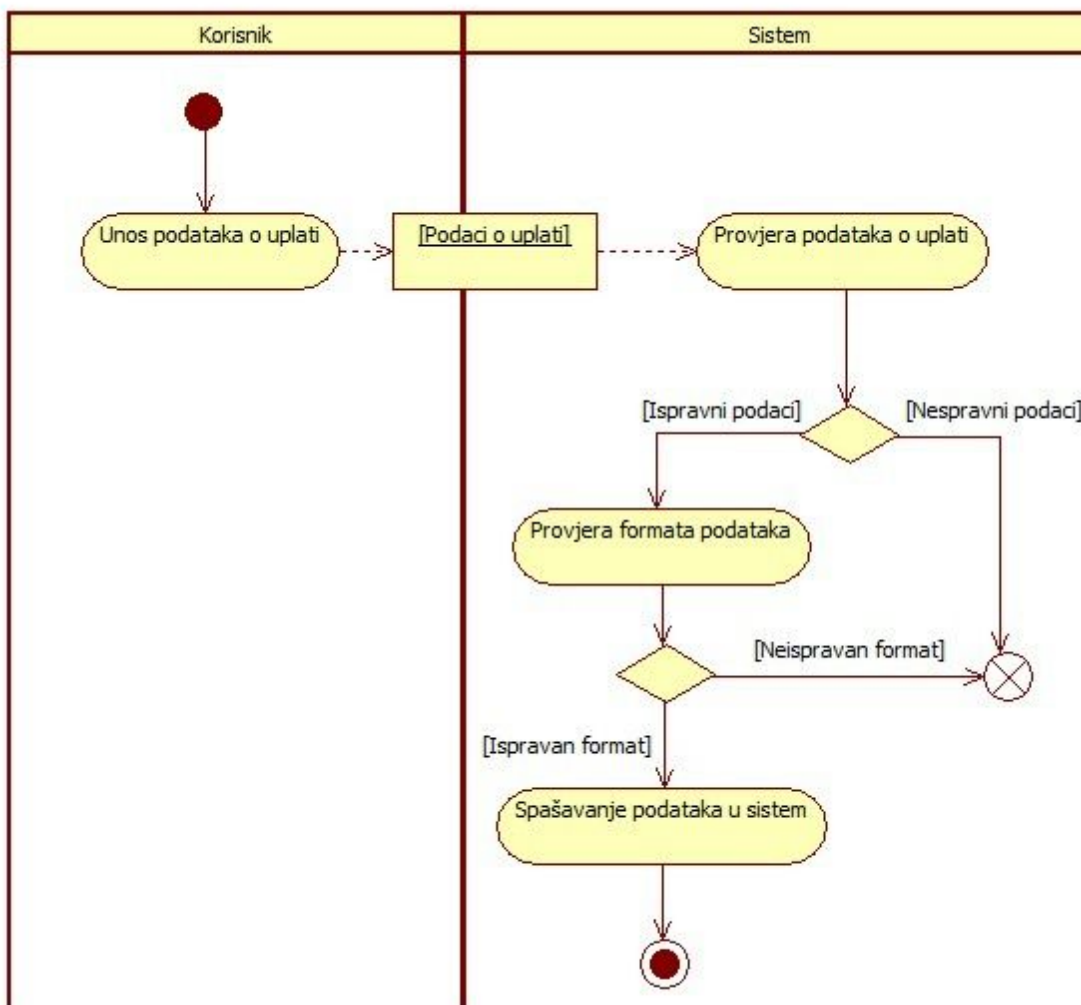 Korisnik
Sistem
Unos podataka o uplati
[Podaci o uplati]
Provjera podataka o uplati
[Ispravni podaci]
[Nespravni podaci]
Provjera formata podataka
[Neispravan format]
[Ispravan format]
Spašavanje podataka u sistem